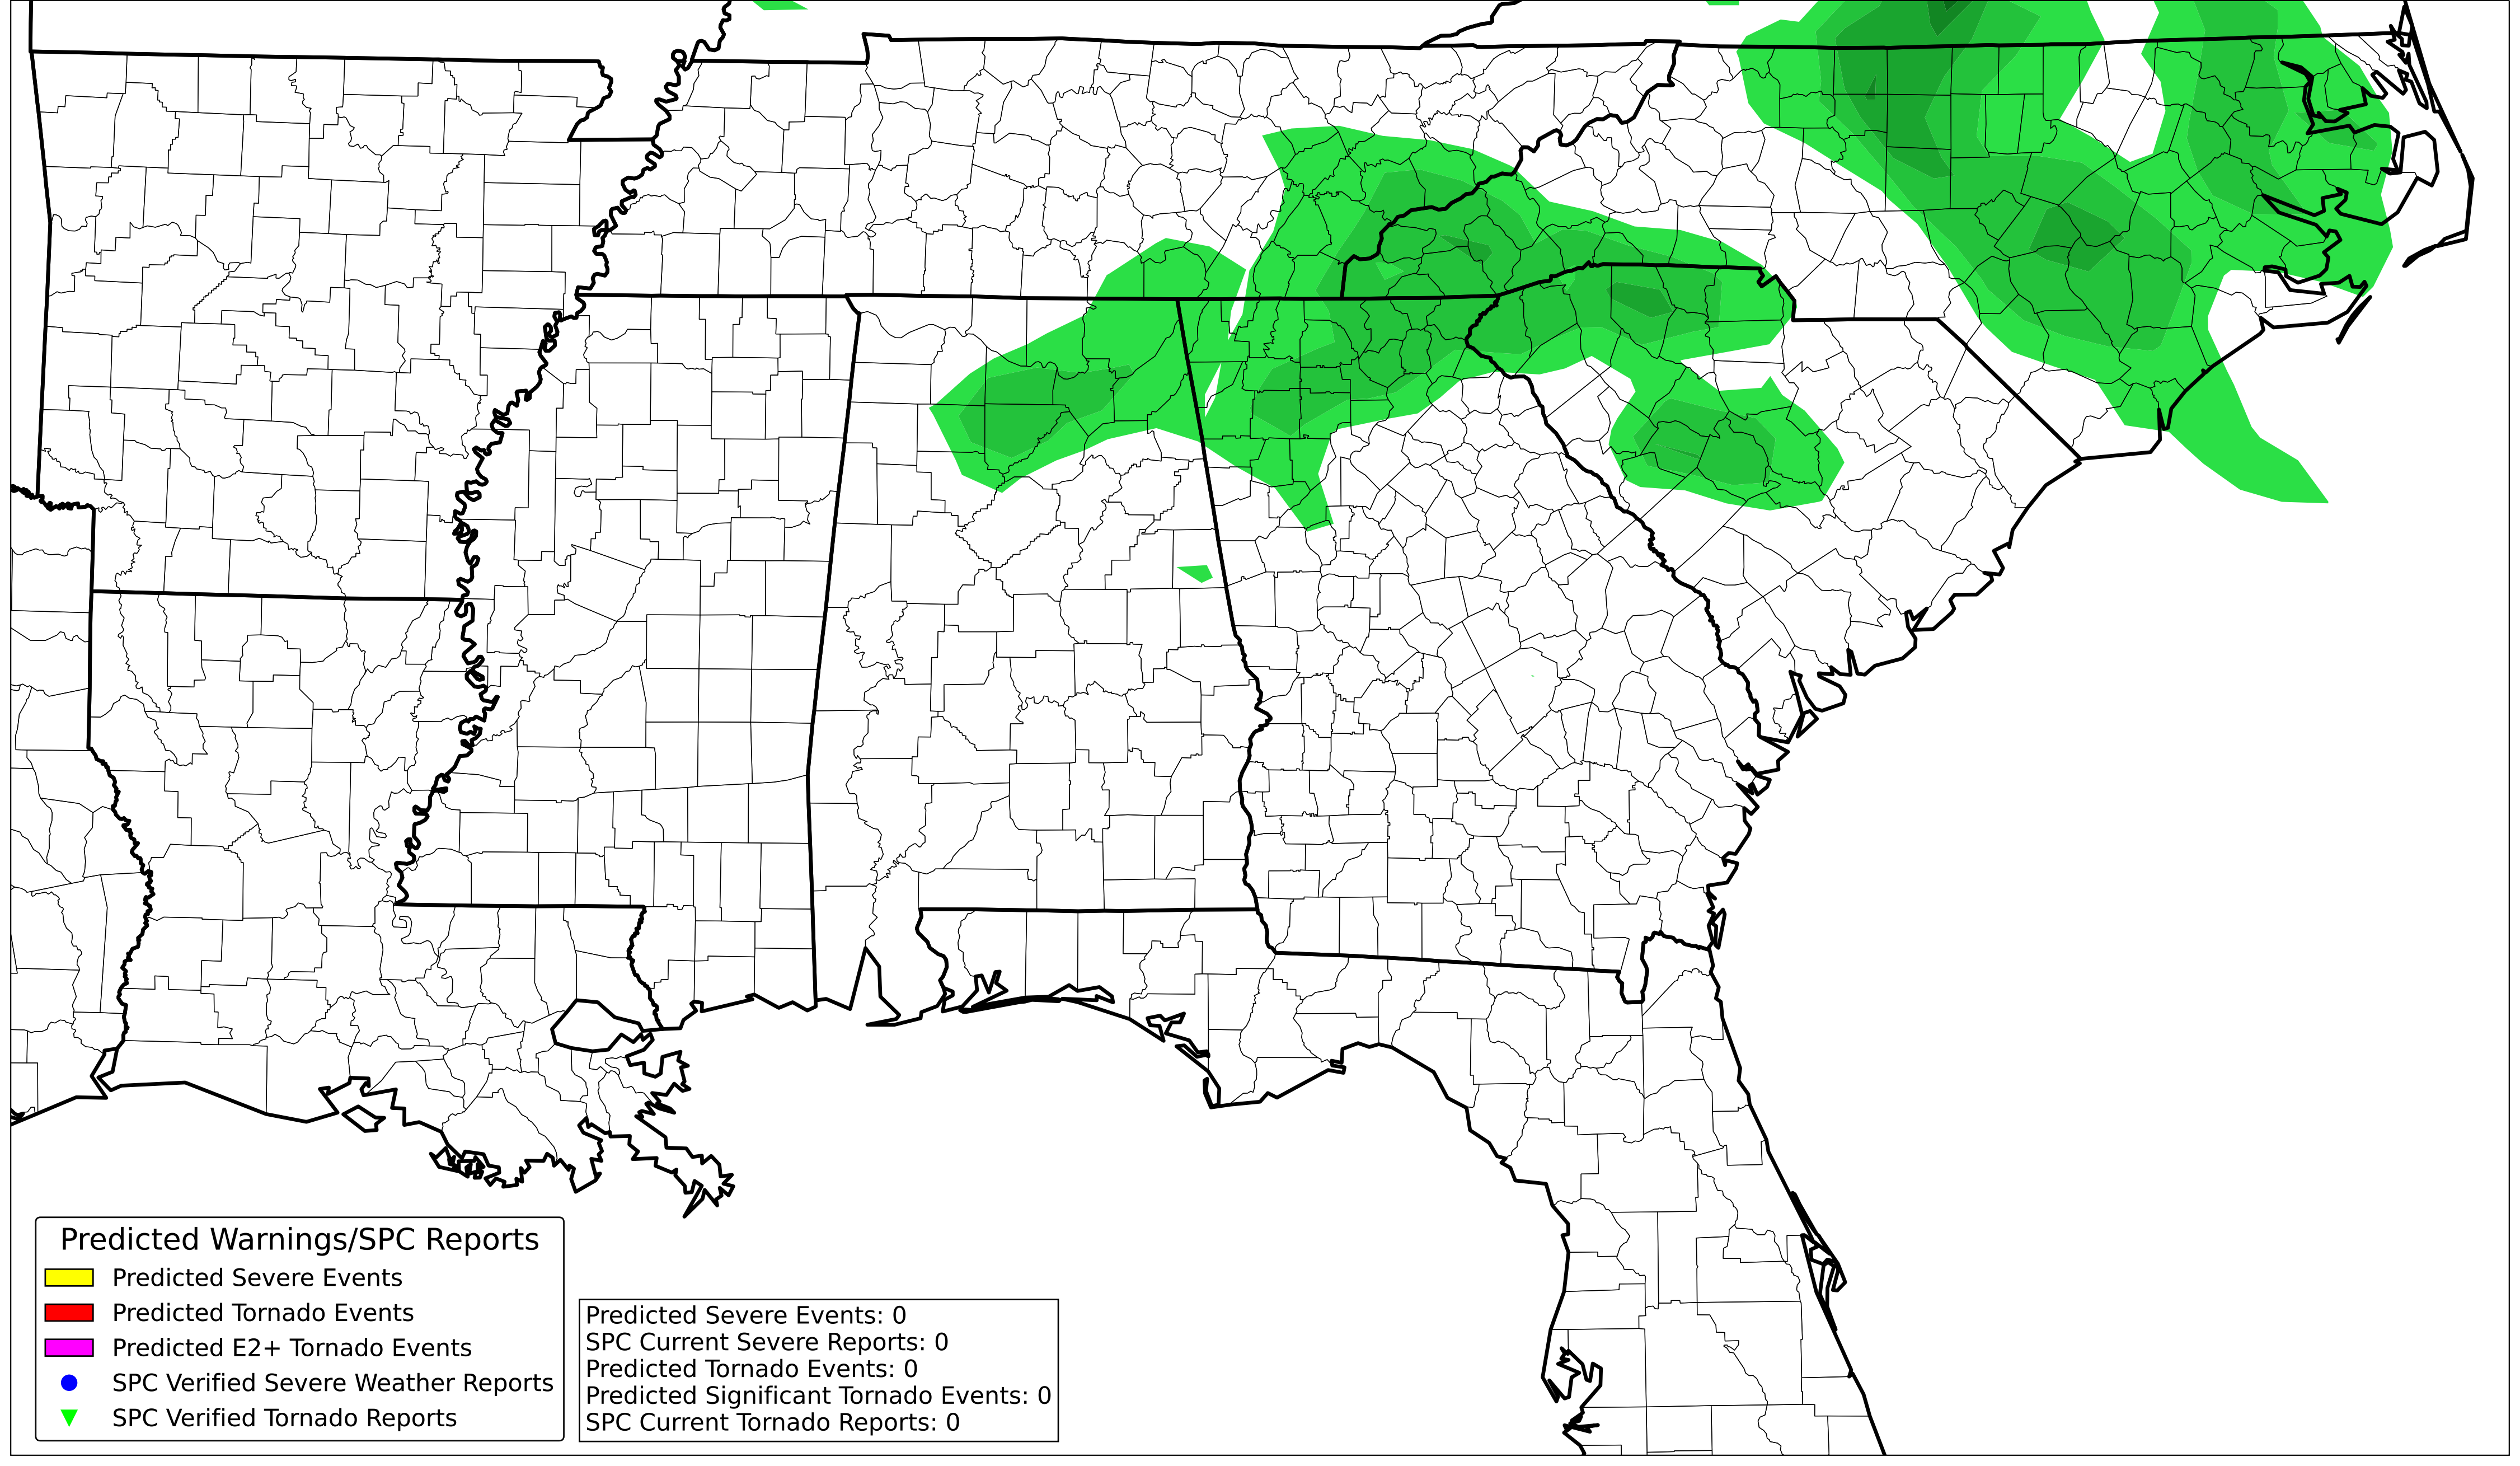 Predicted Warnings/SPC Reports
Predicted Severe Events
Predicted Tornado Events
Predicted E2+ Tornado Events
SPC Verified Severe Weather Reports
SPC Verified Tornado Reports
Predicted Severe Events: 0
SPC Current Severe Reports: 0
Predicted Tornado Events: 0
Predicted Significant Tornado Events: 0
SPC Current Tornado Reports: 0